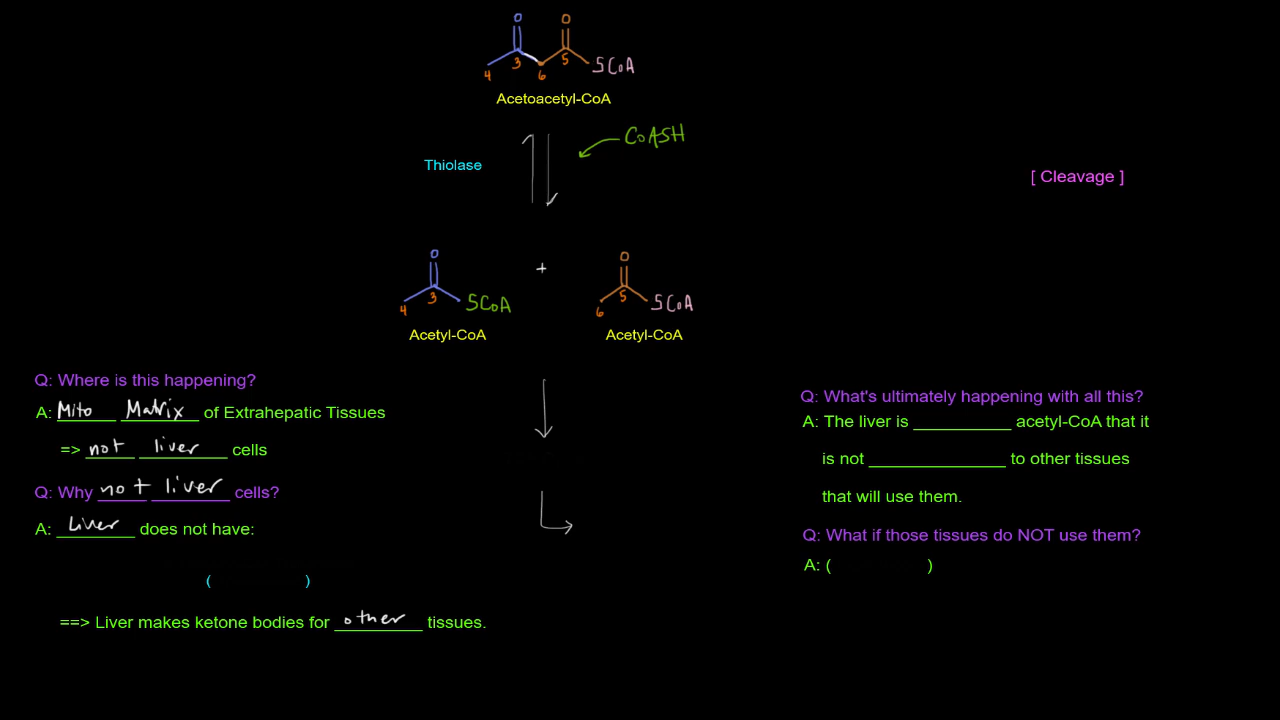 O O
3 5 SCoA
4 6
Acetoacetyl-CoA
CoASH
Thiolase
[ Cleavage ]
O + O
3 SCoA 5 SCoA
4 6
Acetyl-CoA Acetyl-CoA
Q: Where is this happening?
A: Mito Matrix of Extrahepatic Tissues
=> not liver cells
Q: Why not liver cells?
A: Liver does not have:
( )
==> Liver makes ketone bodies for other tissues.
Q: What's ultimately happening with all this?
A: The liver is __________ acetyl-CoA that it
is not ______________ to other tissues
that will use them.
Q: What if those tissues do NOT use them?
A: ( )